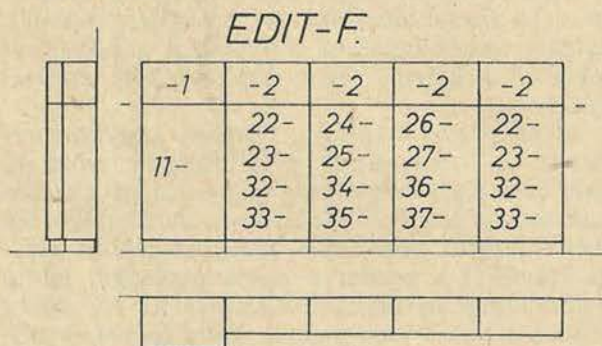 EDIT-F.
-1 -2 -2 -2 -2
22- 24- 26- 22-
23- 25- 27- 23-
11-
32- 34- 36- 32-
33- 35- 37- 33-